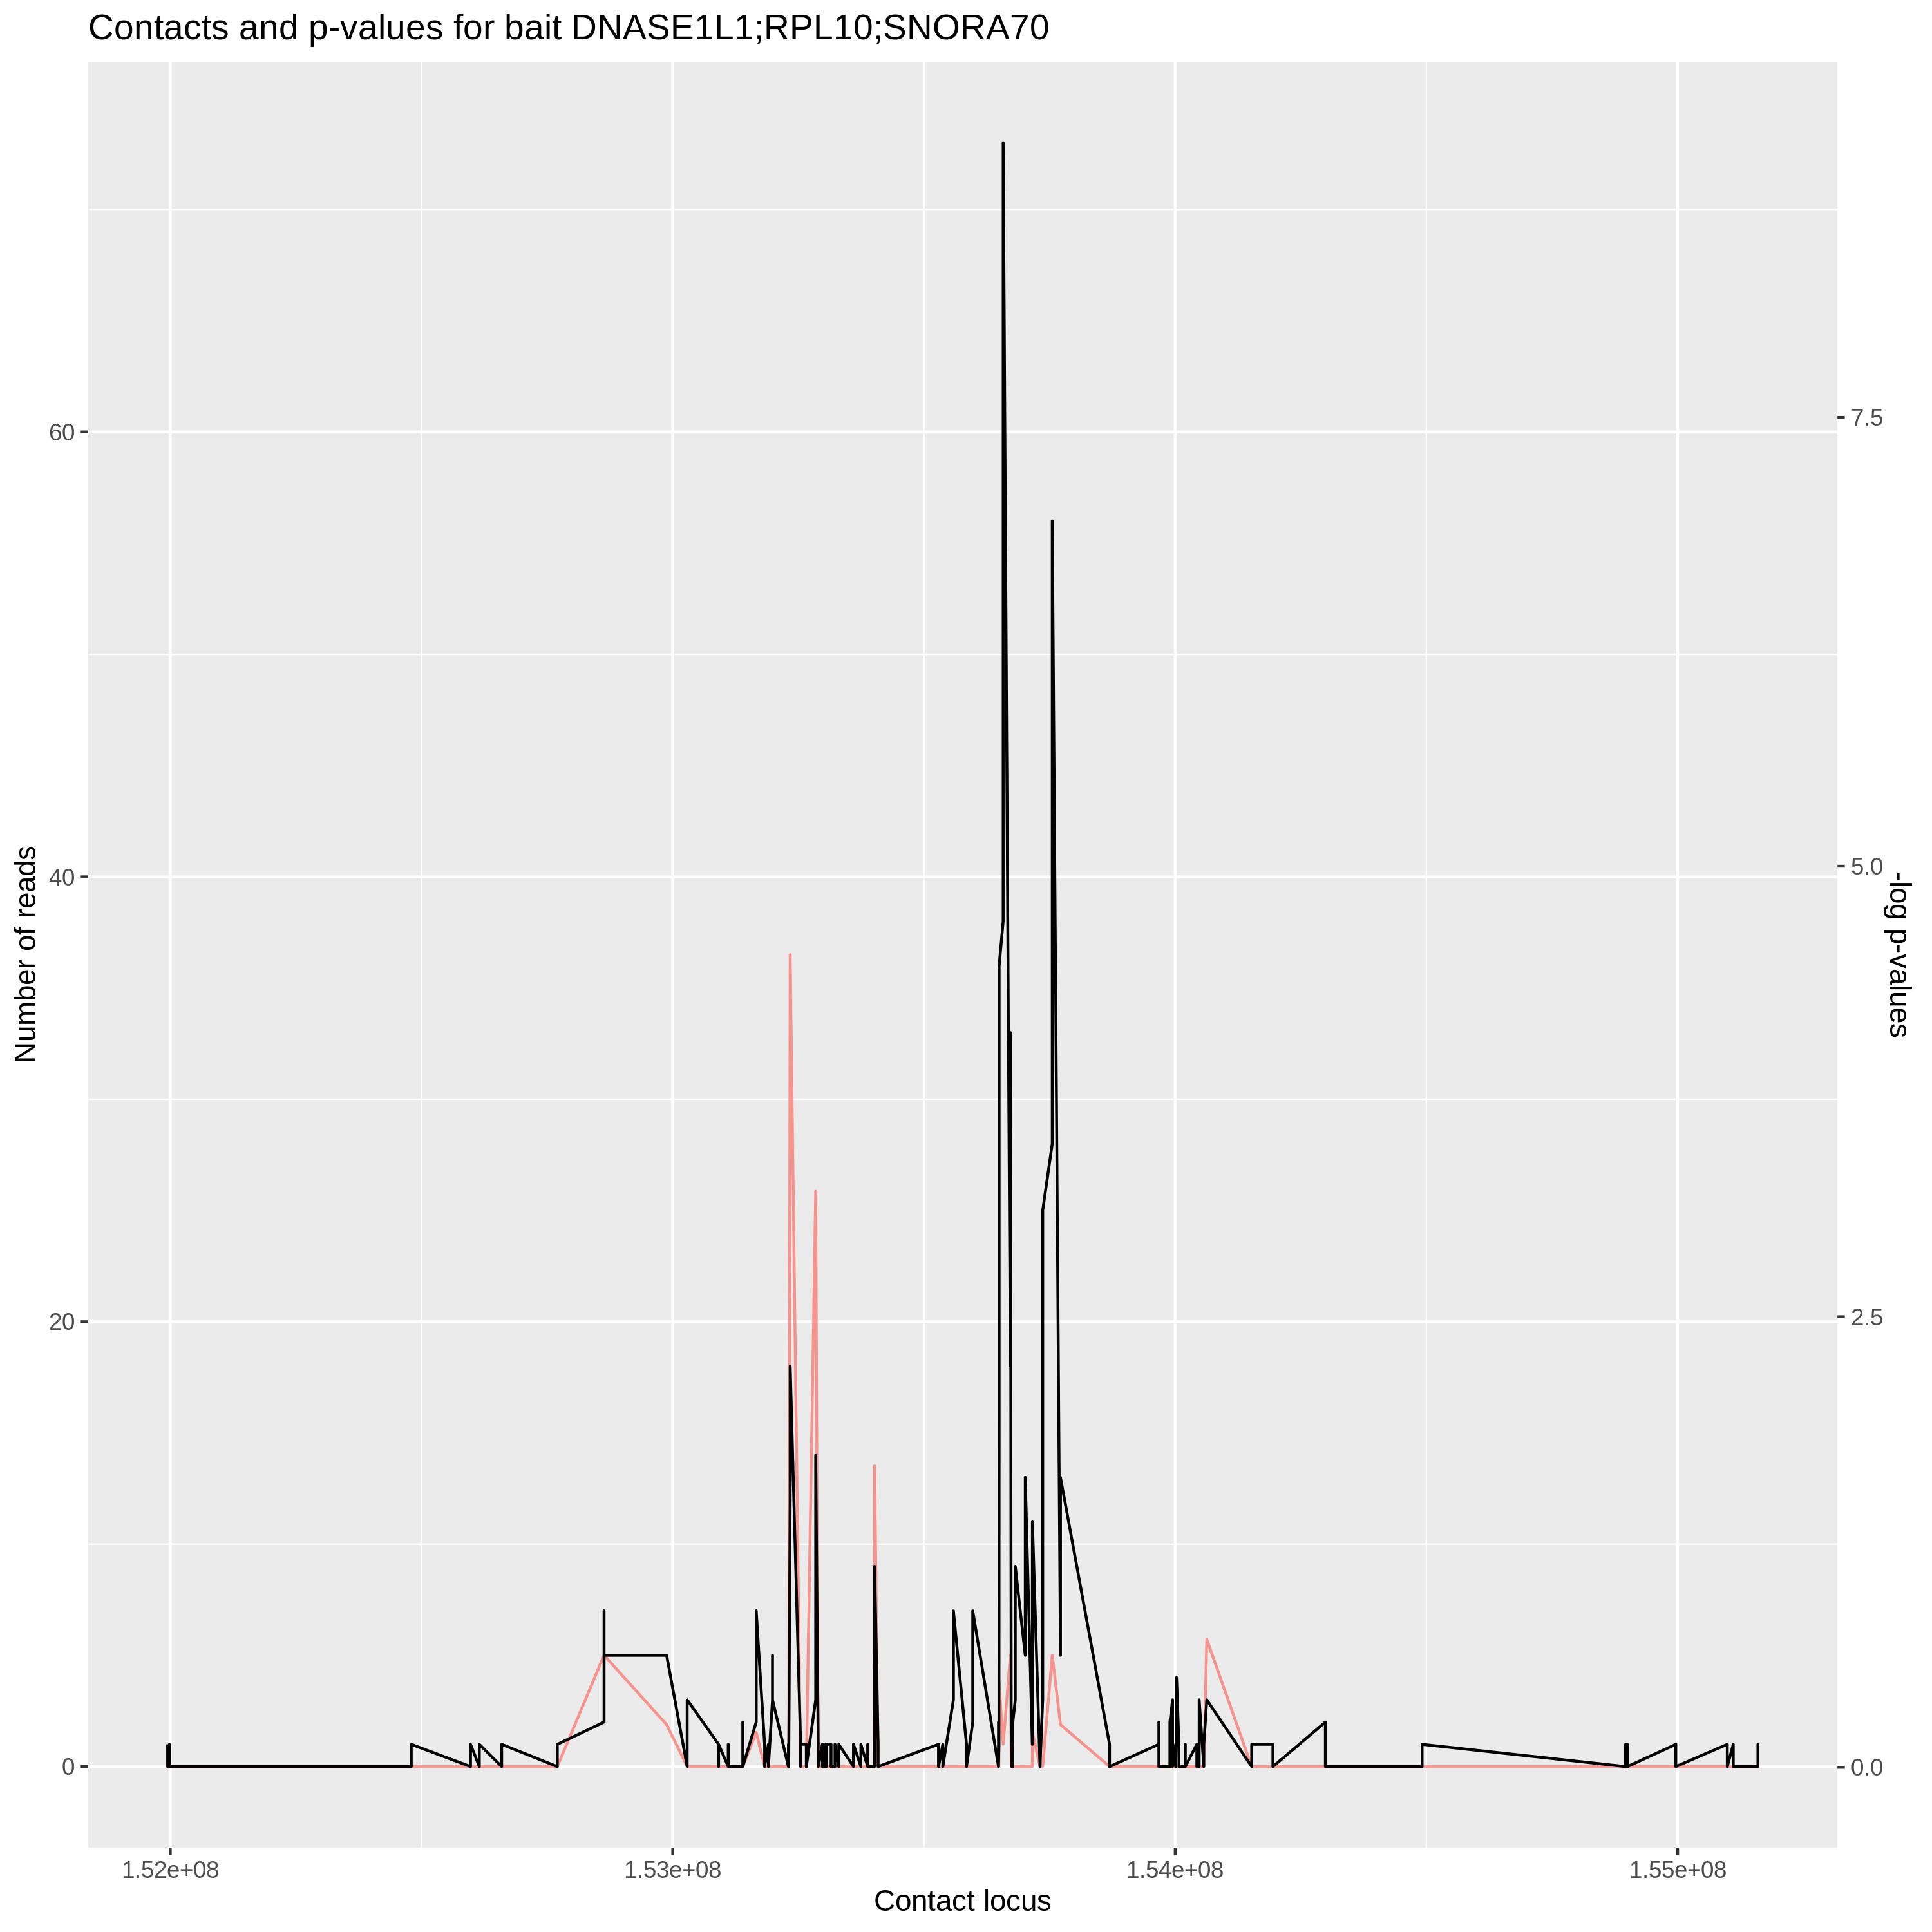 Contacts and p-values for bait DNASE1L1;RPL10;SNORA70
60
40
20
0
Number of reads
7.5
5.0
2.5
0.0
-log p-values
1.52e+08
1.53e+08
1.54e+08
1.55e+08
Contact locus